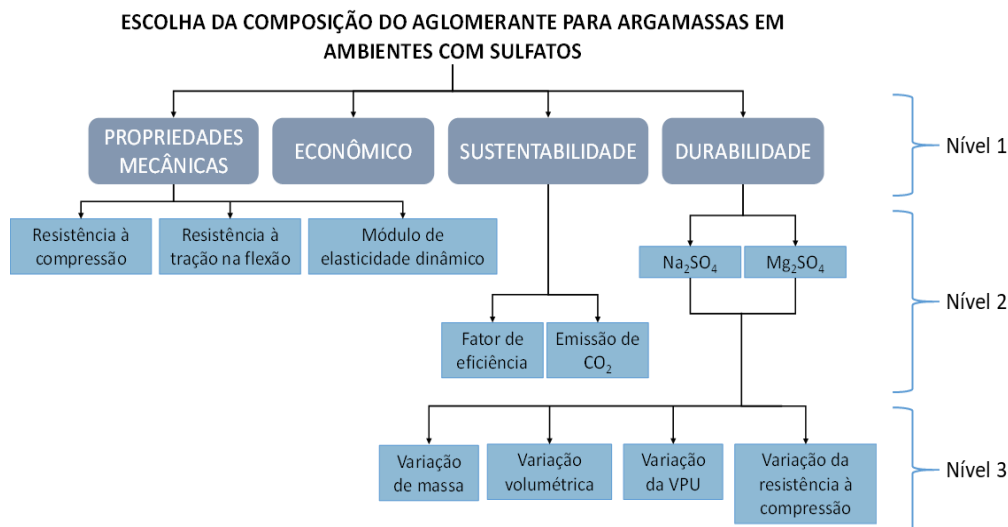 ESCOLHA DA COMPOSIÇÃO DO AGLOMERANTE PARA ARGAMASSAS EM
AMBIENTES COM SULFATOS
PROPRIEDADES
MECÂNICAS
ECONÔMICO
SUSTENTABILIDADE
DURABILIDADE
Nível 1
Resistência à
compressão
Resistência à
tração na flexão
Módulo de
elasticidade dinâmico
Na₂SO₄
Mg₂SO₄
Nível 2
Fator de
eficiência
Emissão de
CO₂
Variação
de massa
Variação
volumétrica
Variação
da VPU
Variação da
resistência à
compressão
Nível 3